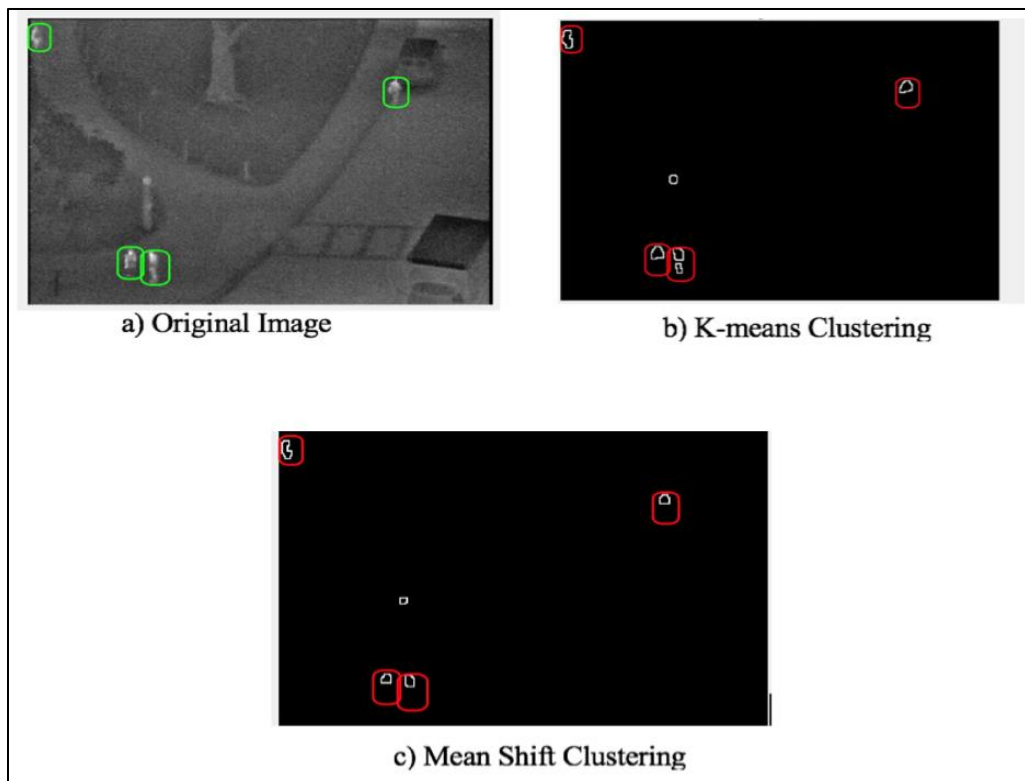 a) Original Image
b) K-means Clustering
c) Mean Shift Clustering